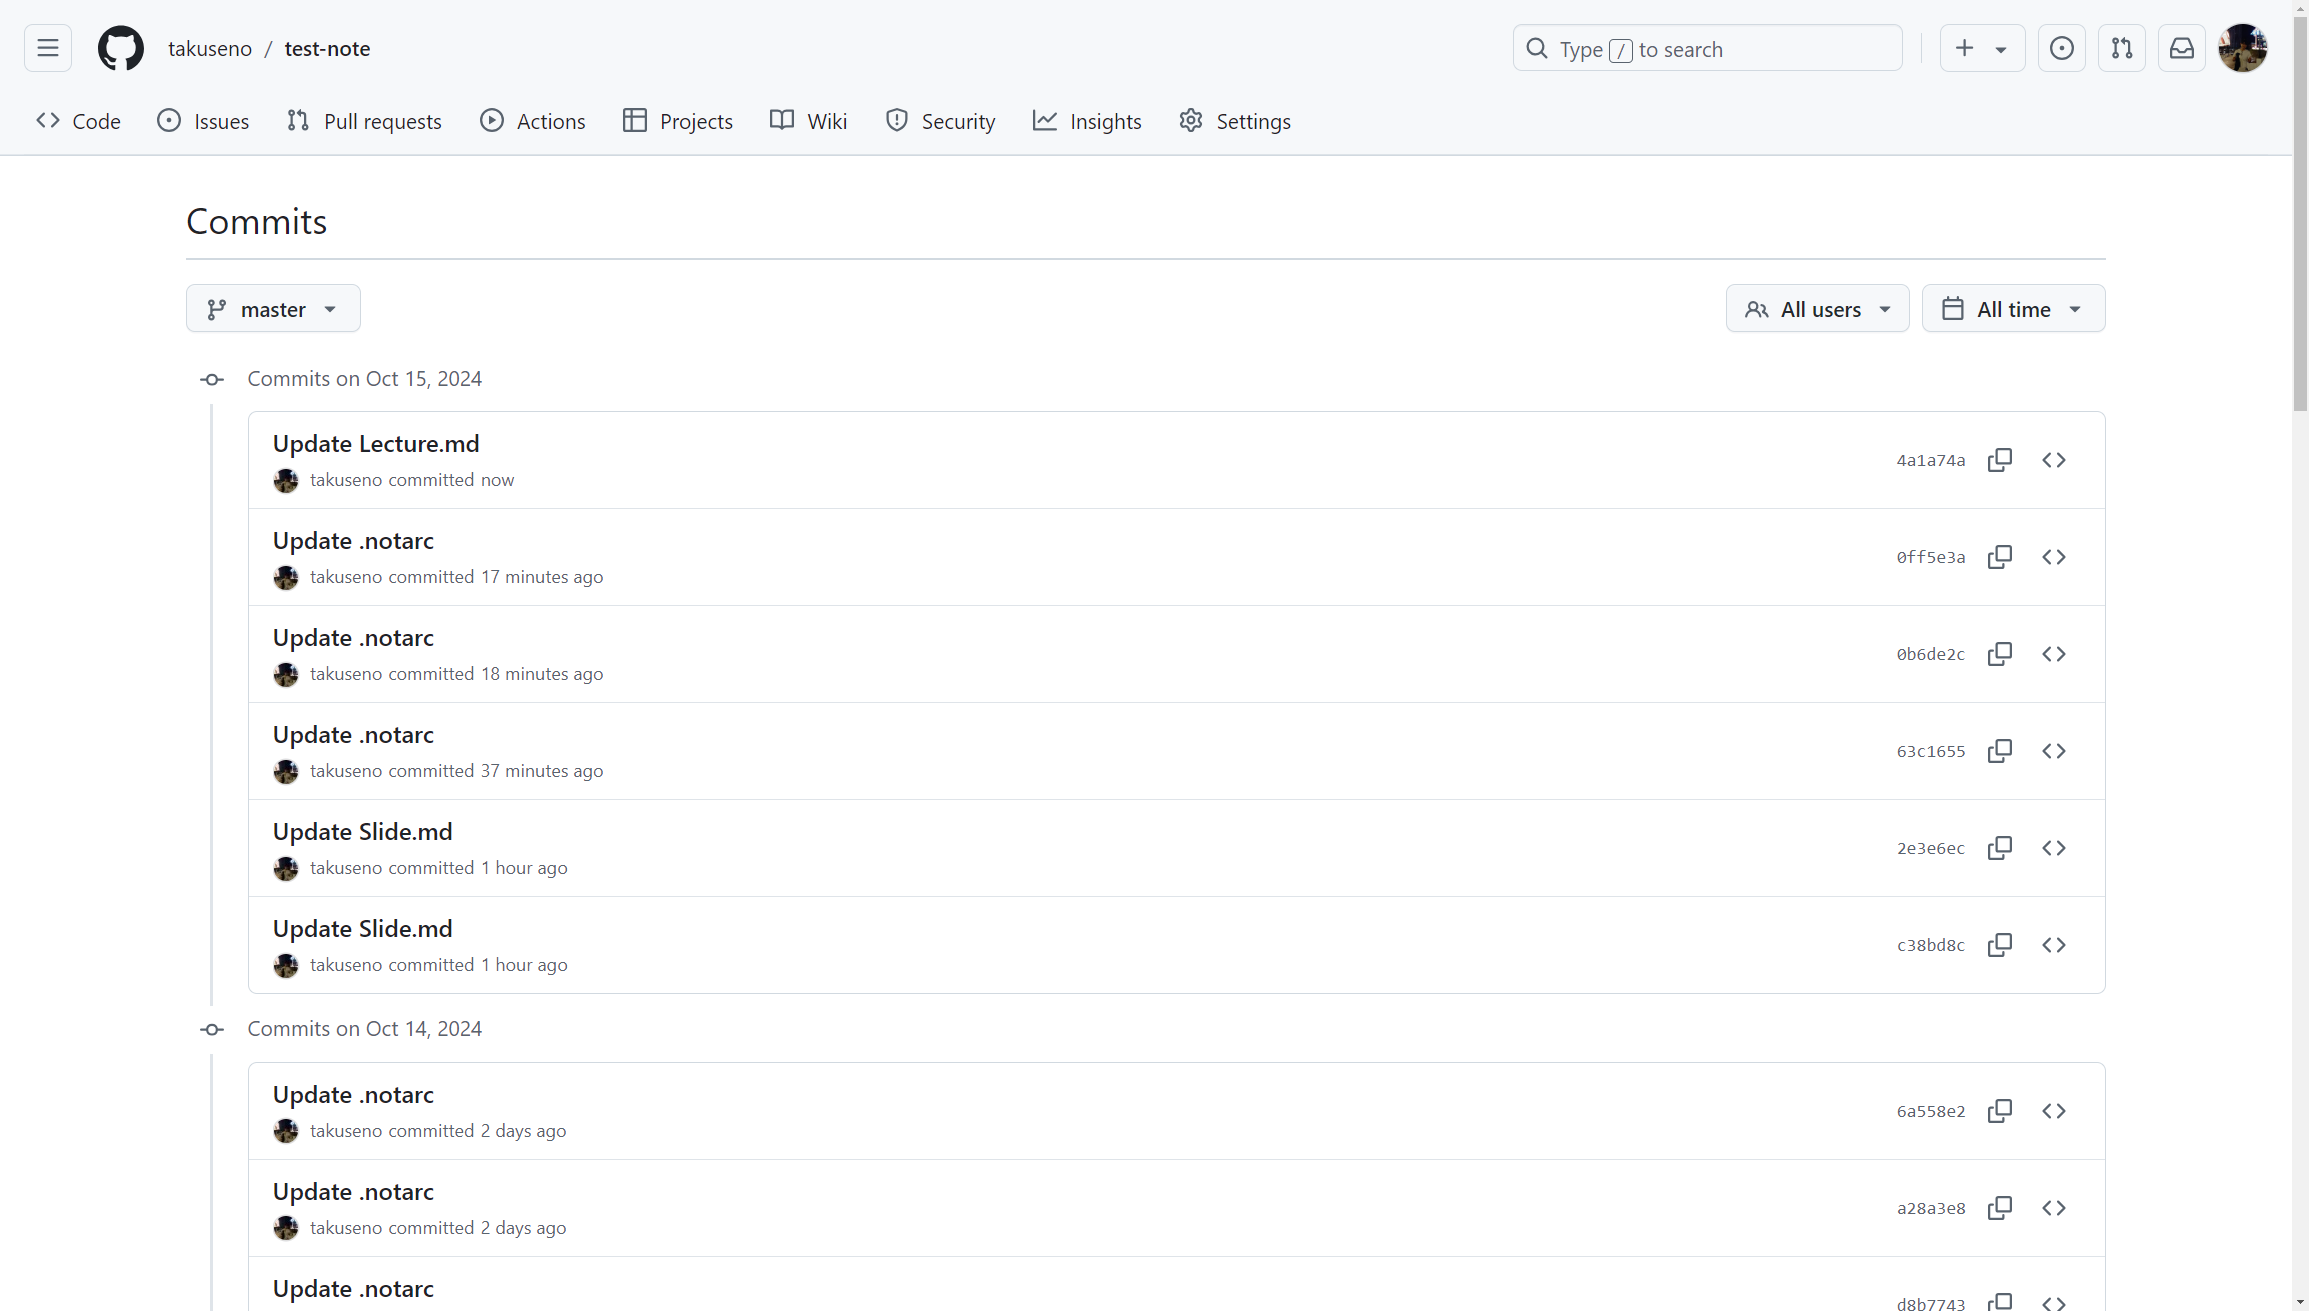 takuseno / test-note
Type / to search
Code Issues Pull requests Actions Projects Wiki Security Insights Settings
Commits
master All users All time
Commits on Oct 15, 2024
Update Lecture.md
takuseno committed now
4a1a74a
Update .notarc
takuseno committed 17 minutes ago
0ff5e3a
Update .notarc
takuseno committed 18 minutes ago
0b6de2c
Update .notarc
takuseno committed 37 minutes ago
63c1655
Update Slide.md
takuseno committed 1 hour ago
2e3e6ec
Update Slide.md
takuseno committed 1 hour ago
c38bd8c
Commits on Oct 14, 2024
Update .notarc
takuseno committed 2 days ago
6a558e2
Update .notarc
takuseno committed 2 days ago
a28a3e8
Update .notarc
d8b7743